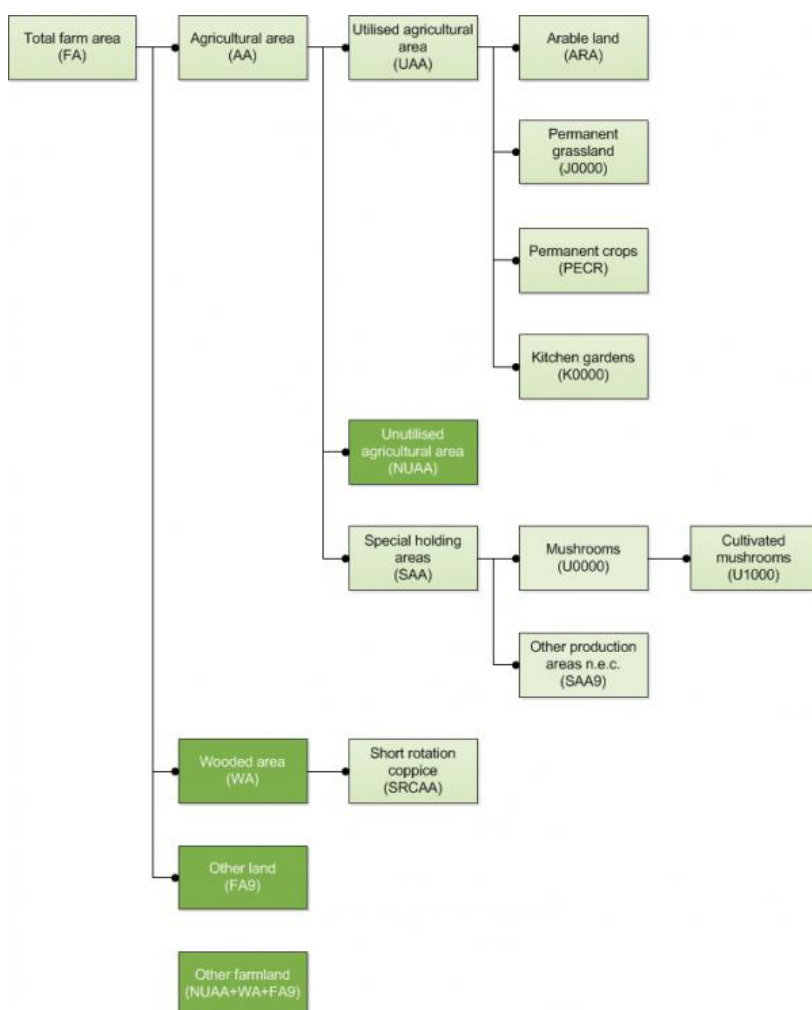 Total farm area
(FA)
Agricultural area
(AA)
Utilised agricultural
area
(UAA)
Arable land
(ARA)
Permanent
grassland
(J0000)
Permanent crops
(PECR)
Kitchen gardens
(K0000)
Unutilised
agricultural area
(NUAA)
Special holding
areas
(SAA)
Mushrooms
(U0000)
Cultivated
mushrooms
(U1000)
Other production
areas n.e.c.
(SAA9)
Wooded area
(WA)
Short rotation
coppice
(SRCAA)
Other land
(FA9)
Other farmland
(NUAA+WA+FA9)